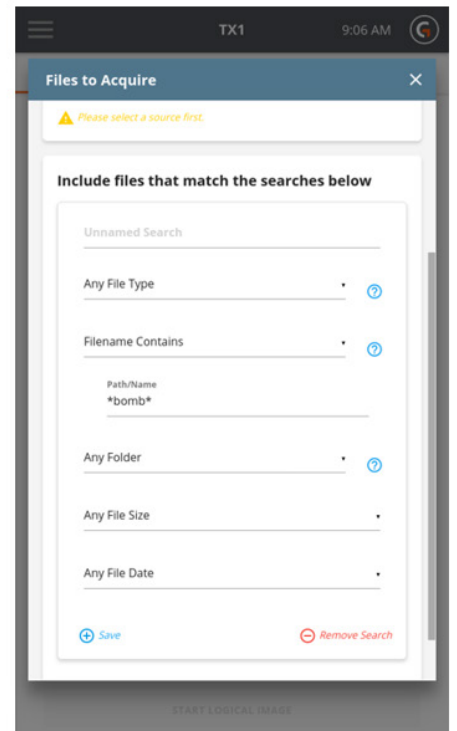 TX1 9:06 AM
Files to Acquire
Please select a source first.
Include files that match the searches below
Unnamed Search
Any File Type
Filename Contains
Path/Name
*bomb*
Any Folder
Any File Size
Any File Date
Save Remove Search
START LOGICAL IMAGE